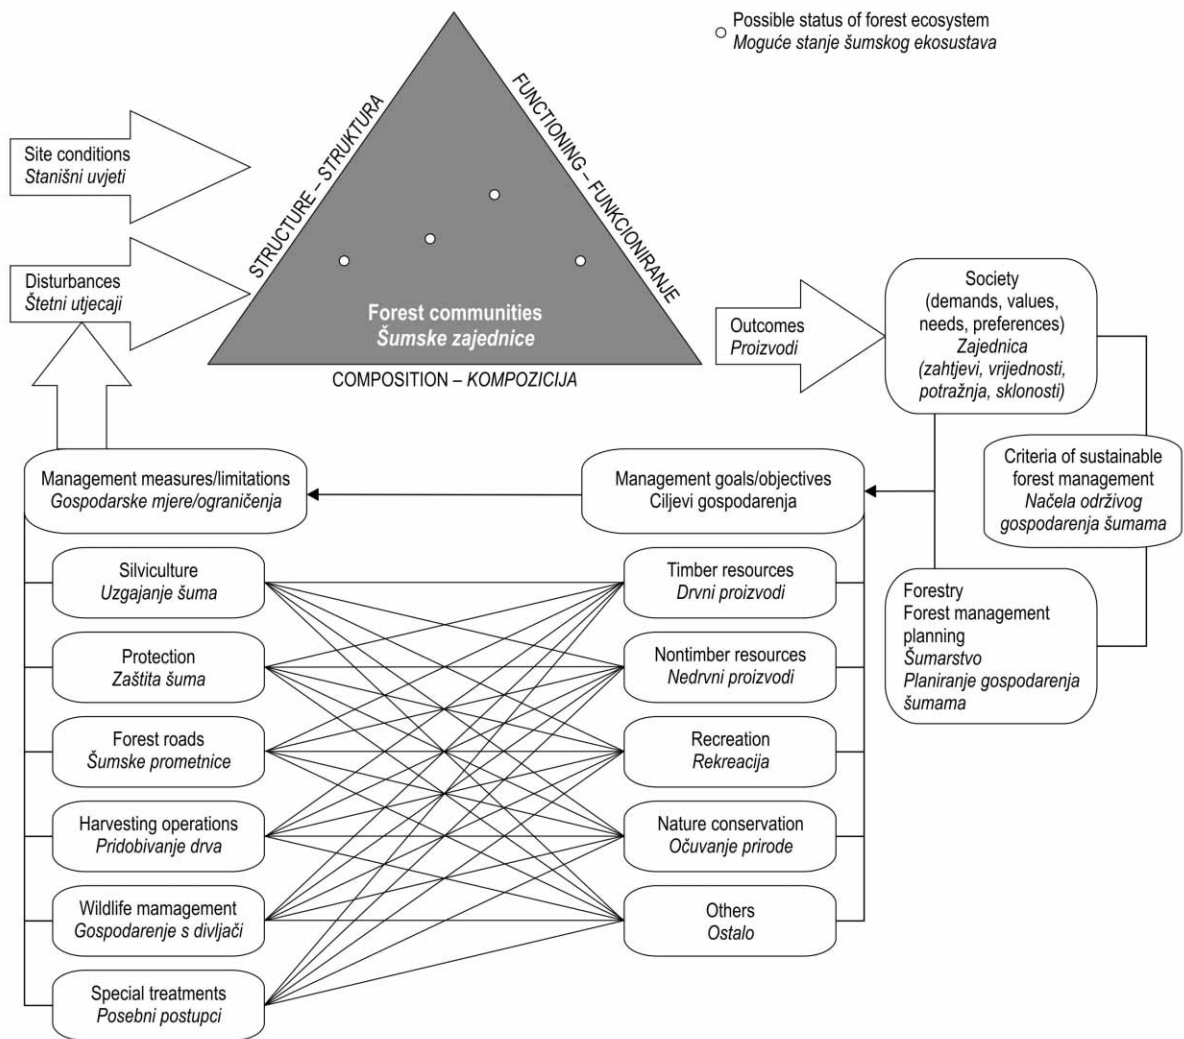 Possible status of forest ecosystem
Moguće stanje šumskog ekosustava
STRUCTURE – STRUKTURA
FUNCTIONING – FUNKCIONIRANJE
Site conditions
Stanišni uvjeti
Disturbances
Štetni utjecaji
Forest communities
Šumske zajednice
COMPOSITION – KOMPOZICIJA
Outcomes
Proizvodi
Society
(demands, values,
needs, preferences)
Zajednica
(zahtjevi, vrijednosti,
potražnja, sklonosti)
Management measures/limitations
Gospodarske mjere/ograničenja
Management goals/objectives
Ciljevi gospodarenja
Criteria of sustainable
forest management
Načela održivog
gospodarenja šumama
Silviculture
Uzgajanje šuma
Timber resources
Drvni proizvodi
Forestry
Forest management
planning
Šumarstvo
Planiranje gospodarenja
šumama
Protection
Zaštita šuma
Nontimber resources
Nedrvni proizvodi
Forest roads
Šumske prometnice
Recreation
Rekreacija
Harvesting operations
Pridobivanje drva
Nature conservation
Očuvanje prirode
Wildlife mamagement
Gospodarenje s divljači
Others
Ostalo
Special treatments
Posebni postupci